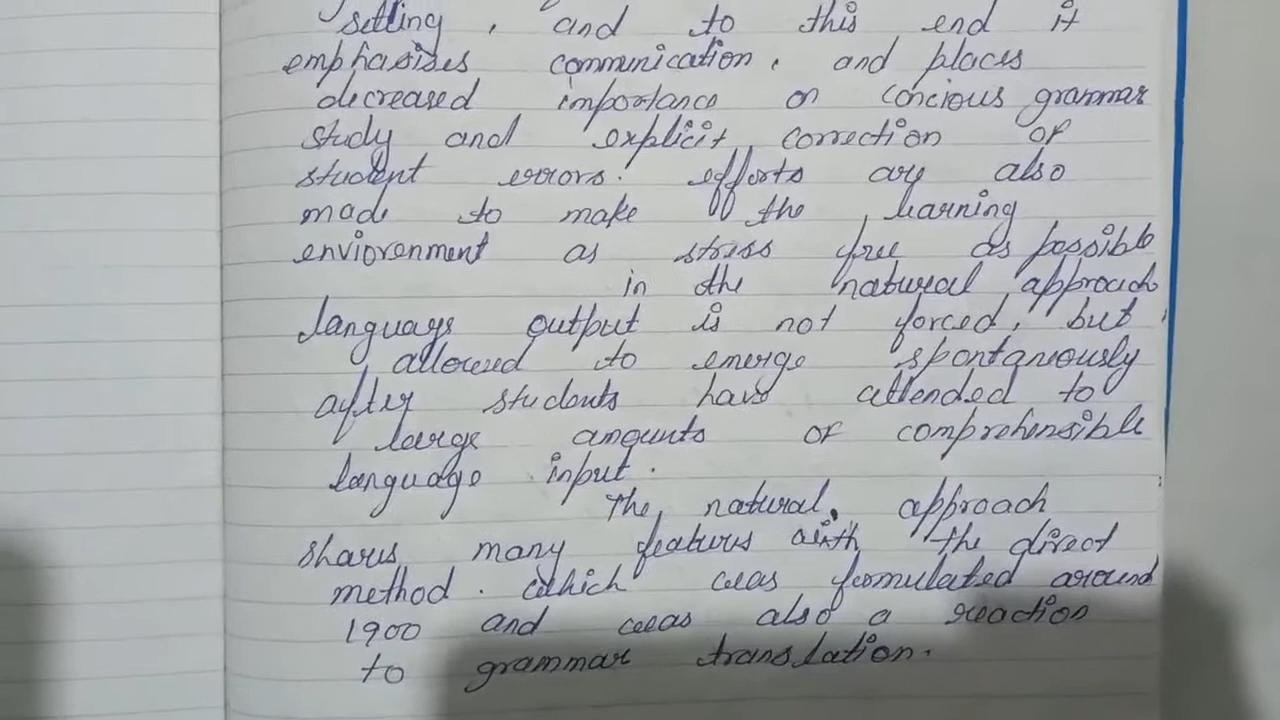 setting, and to this end it
emphasises communication, and places
decreased importance on concious grammar
study and explicit correction of
student errors. efforts are also
made to make the learning
enviorenment as stress free as possible
in the natural approach
language output is not forced, but
allowed to emerge spontaneously
after students have attended to
large amounts of comprehensible
language input.
The natural approach
shares many features with the direct
method. which was formulated around
1900 and was also a reaction
to grammar translation.